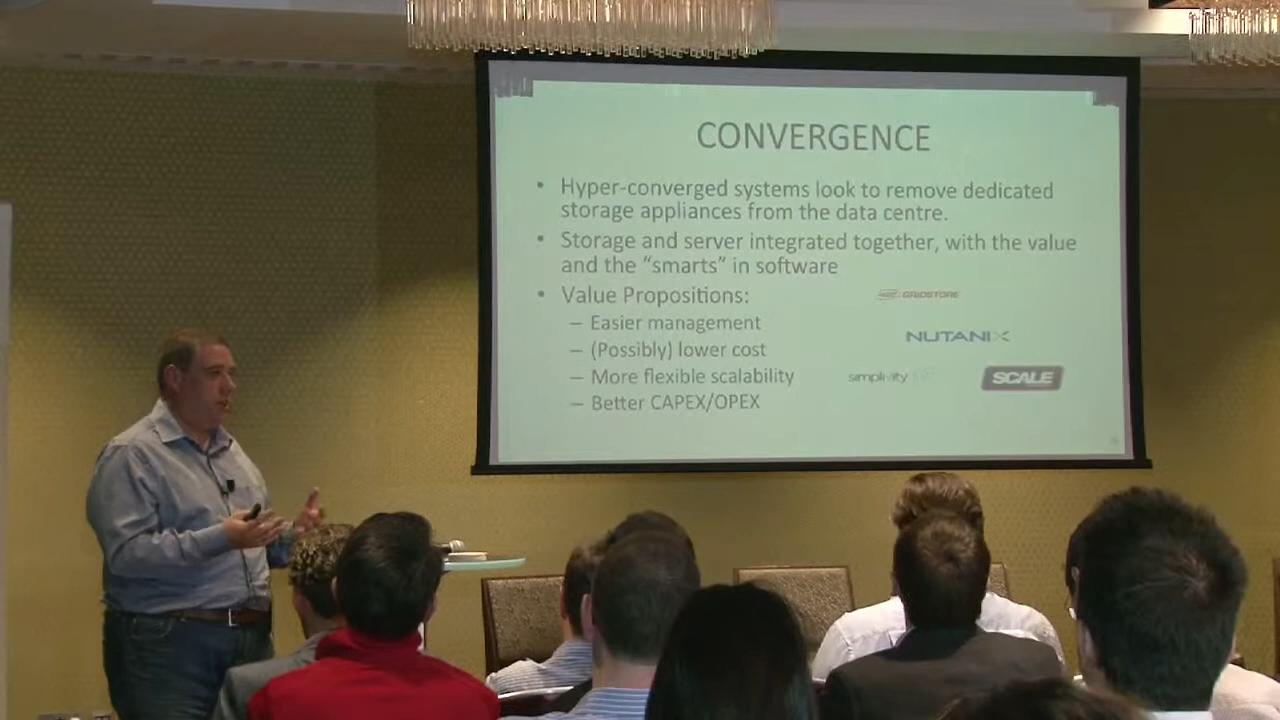 CONVERGENCE
• Hyper-converged systems look to remove dedicated
storage appliances from the data centre.
• Storage and server integrated together, with the value
and the “smarts” in software
• Value Propositions:
– Easier management
– (Possibly) lower cost
– More flexible scalability
– Better CAPEX/OPEX
GRIDSTORE
NUTANIX
simplivity
SCALE